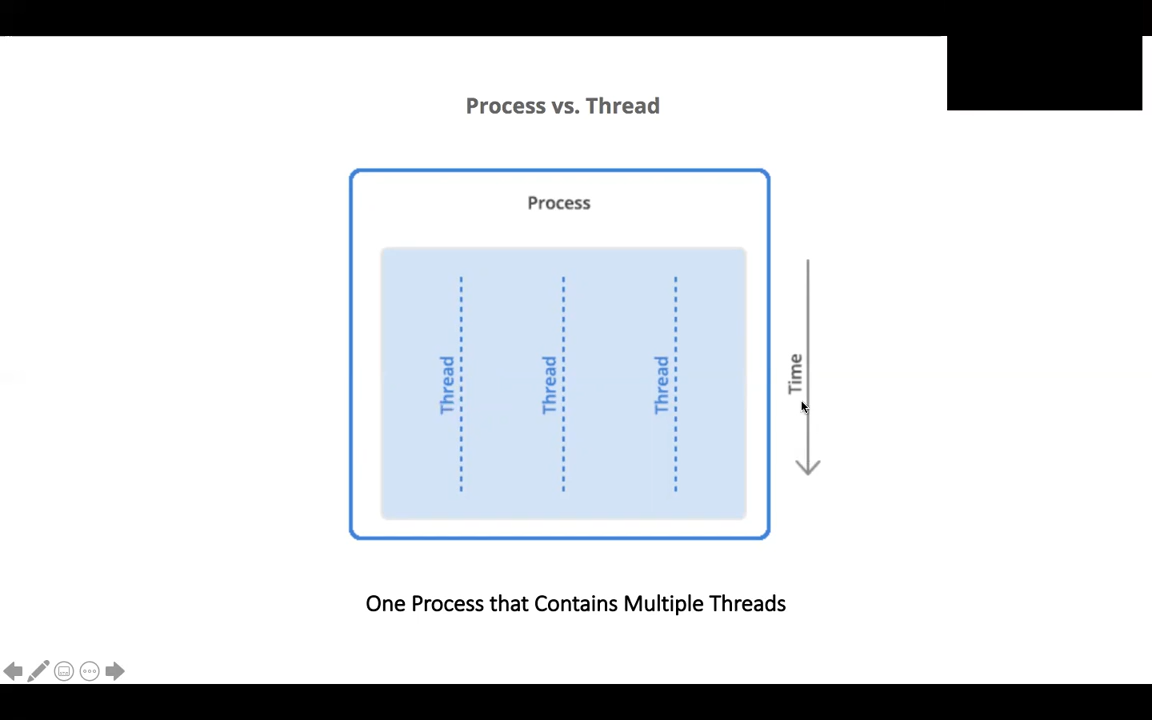 Process vs. Thread
Process
Thread
Thread
Thread
Time
One Process that Contains Multiple Threads